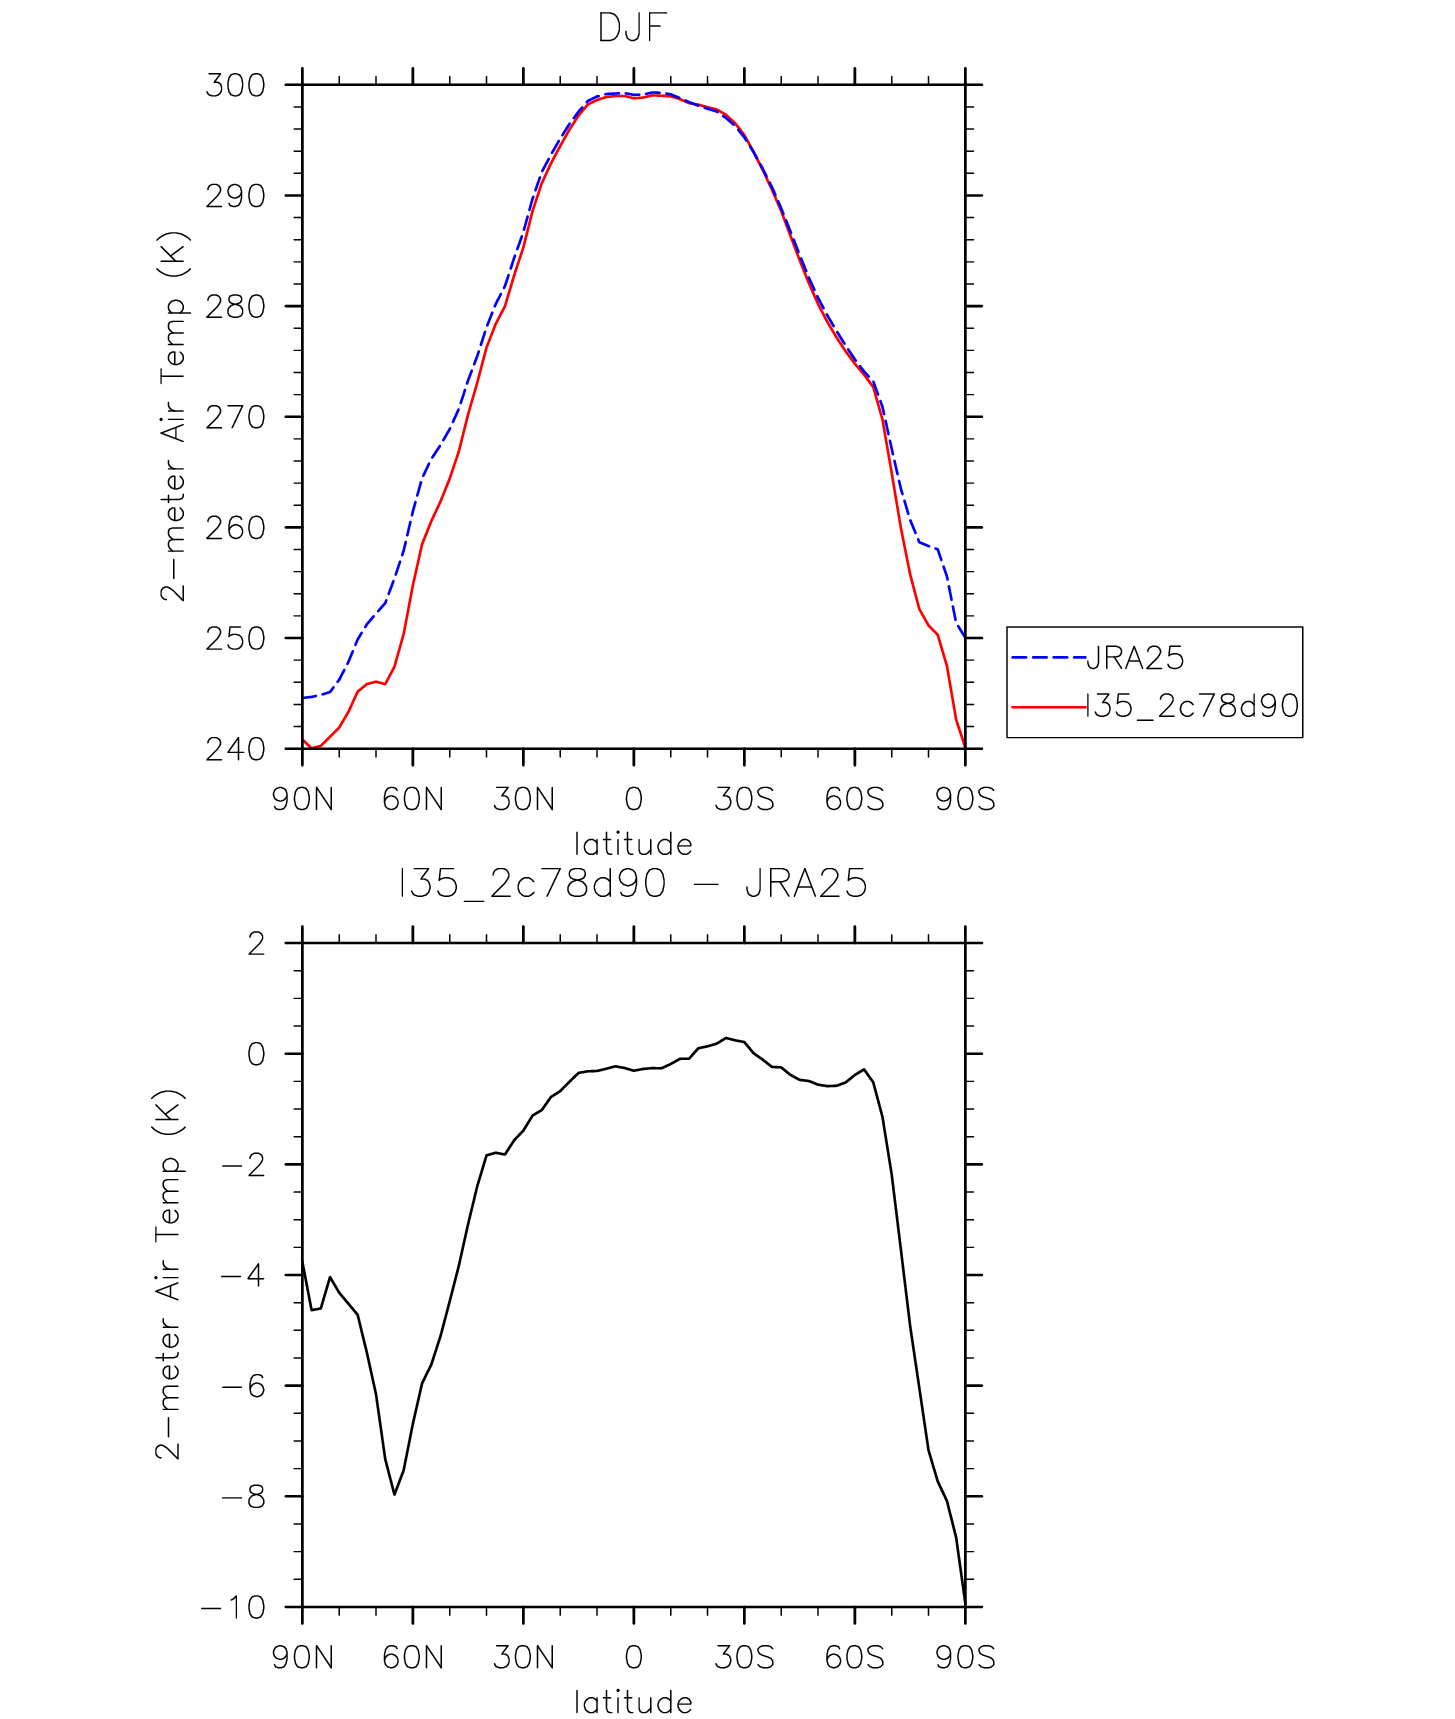 DJF
300
290
280
270
260
250
240
2-meter Air Temp (K)
90N 60N 30N 0 30S 60S 90S
latitude
JRA25
I35_2c78d90
I35_2c78d90 - JRA25
2
0
-2
-4
-6
-8
-10
2-meter Air Temp (K)
90N 60N 30N 0 30S 60S 90S
latitude